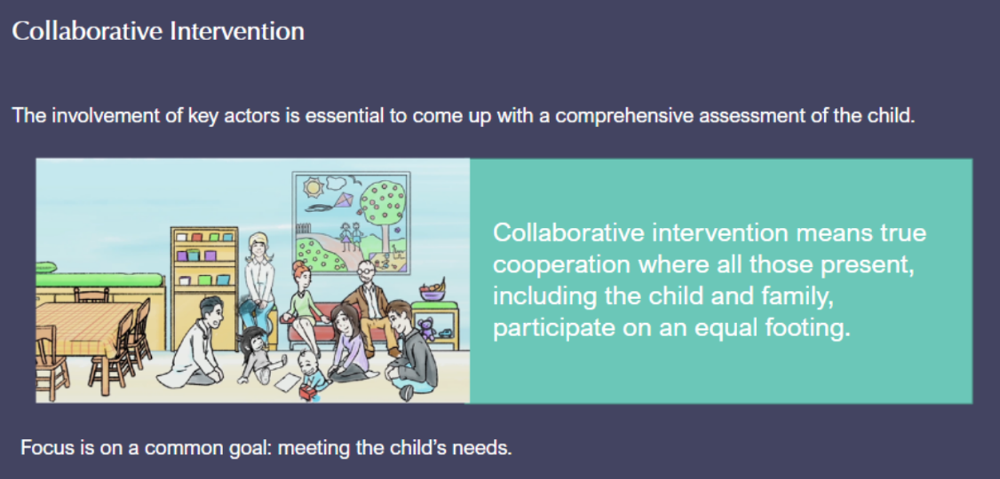 Collaborative Intervention
The involvement of key actors is essential to come up with a comprehensive assessment of the child.
Collaborative intervention means true
cooperation where all those present,
including the child and family,
participate on an equal footing.
Focus is on a common goal: meeting the child's needs.